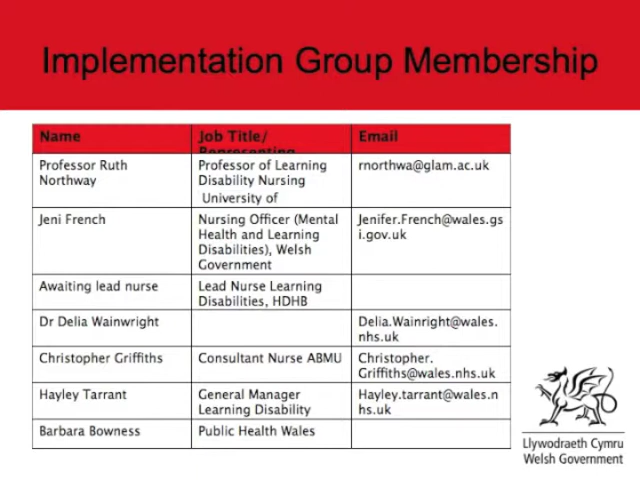 Implementation Group Membership
Name
Job Title/
Representing
Email
Professor Ruth
Northway
Professor of Learning
Disability Nursing
University of
rnorthwa@glam.ac.uk
Jeni French
Nursing Officer (Mental
Health and Learning
Disabilities), Welsh
Government
Jenifer.French@wales.gs
i.gov.uk
Awaiting lead nurse
Lead Nurse Learning
Disabilities, HDHB
Dr Delia Wainwright
Delia.Wainright@wales.
nhs.uk
Christopher Griffiths
Consultant Nurse ABMU
Christopher.
Griffiths@wales.nhs.uk
Hayley Tarrant
General Manager
Learning Disability
Hayley.tarrant@wales.n
hs.uk
Barbara Bowness
Public Health Wales
Llywodraeth Cymru
Welsh Government